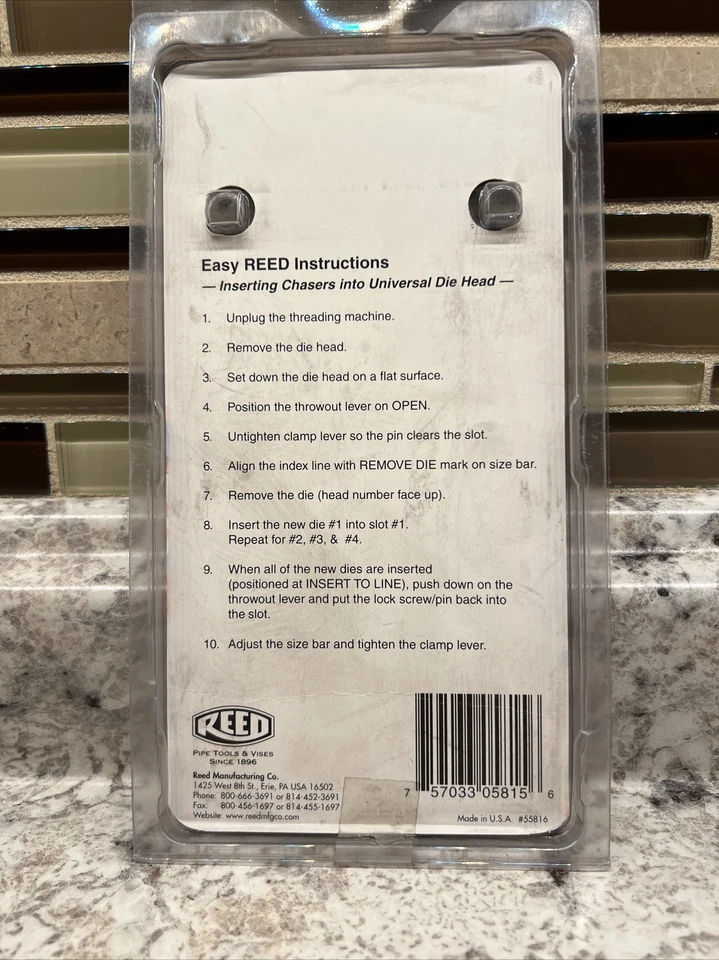 Easy REED Instructions
— Inserting Chasers into Universal Die Head —
1. Unplug the threading machine.
2. Remove the die head.
3. Set down the die head on a flat surface.
4. Position the throwout lever on OPEN.
5. Untighten clamp lever so the pin clears the slot.
6. Align the index line with REMOVE DIE mark on size bar.
7. Remove the die (head number face up).
8. Insert the new die #1 into slot #1.
Repeat for #2, #3, & #4.
9. When all of the new dies are inserted
(positioned at INSERT TO LINE), push down on the
throwout lever and put the lock screw/pin back into
the slot.
10. Adjust the size bar and tighten the clamp lever.
REED
PIPE TOOLS & VISES
SINCE 1896
Reed Manufacturing Co.
1425 West 8th St., Erie, PA USA 16502
Phone: 800-666-3691 or 814-452-3691
Fax: 800-456-1697 or 814-455-1697
Website: www.reedmfgco.com
7 57033 05815 6
Made in U.S.A. #55816